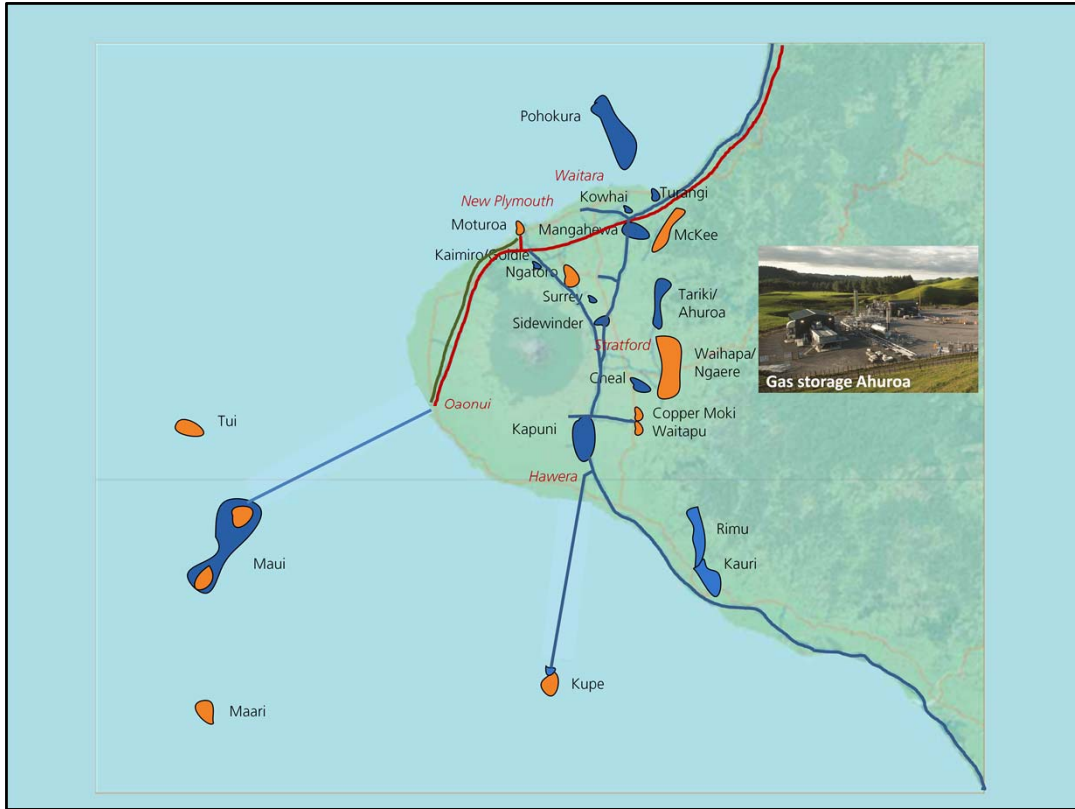 Pohokura
Waitara
Kowhai
Turangi
New Plymouth
Moturoa
Mangahewa
McKee
Kaimiro/Goldie
Ngatoro
Surrey
Tariki/
Ahuroa
Sidewinder
Stratford
Waihapa/
Ngaere
Cheal
Gas storage Ahuroa
Oaonui
Copper Moki
Waitapu
Tui
Kapuni
Hawera
Rimu
Maui
Kauri
Kupe
Maari